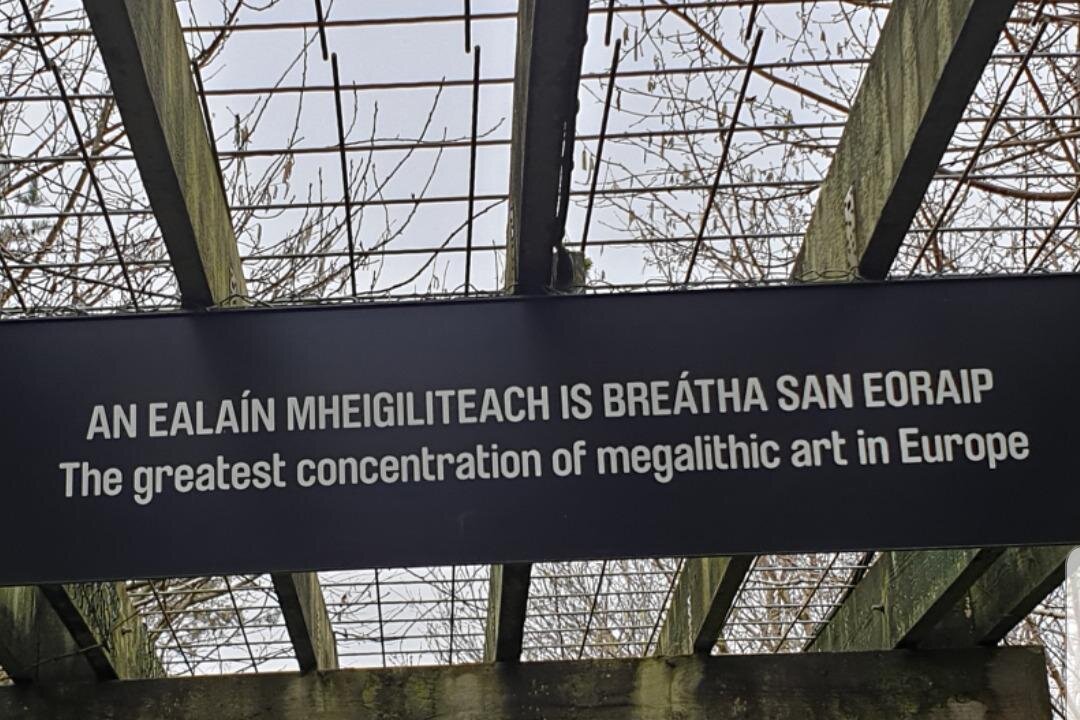 AN EALAÍN MHEIGILITEACH IS BREÁTHA SAN EORAIP
The greatest concentration of megalithic art in Europe